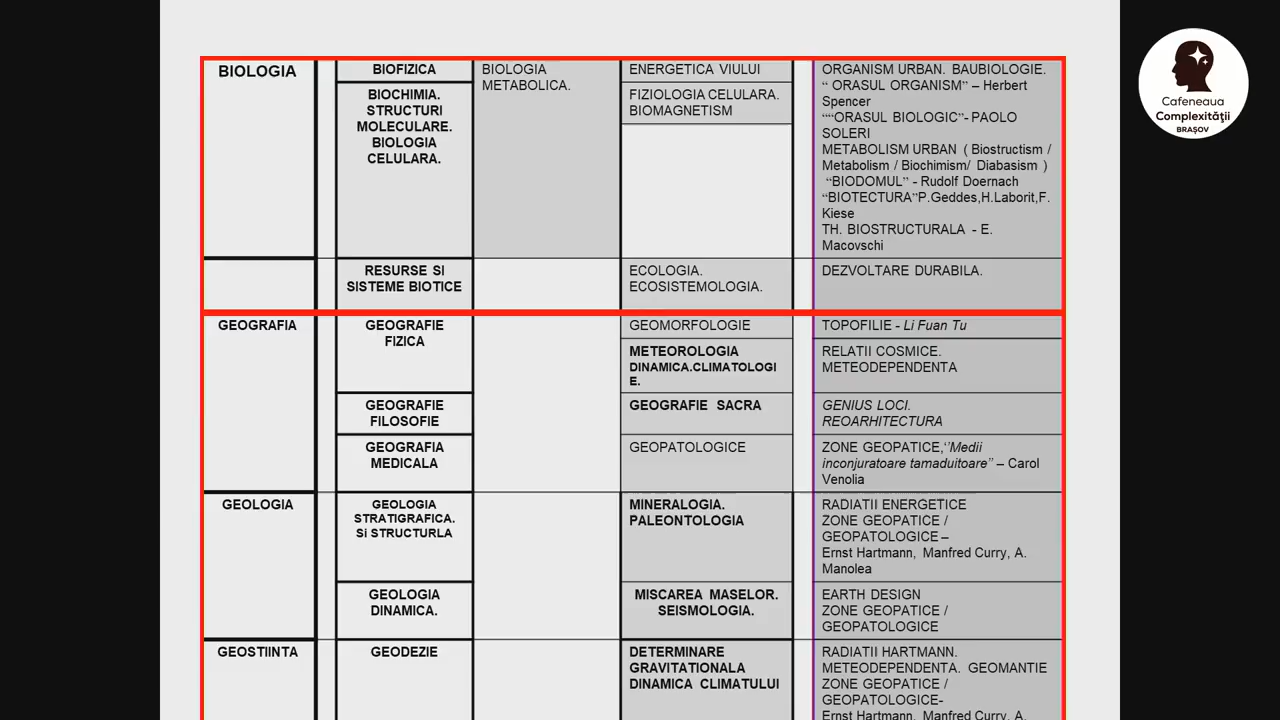 BIOLOGIA
BIOFIZICA
BIOLOGIA
METABOLICA.
ENERGETICA VIULUI
ORGANISM URBAN. BAUBIOLOGIE.
“ ORASUL ORGANISM” – Herbert
Spencer
““ORASUL BIOLOGIC”- PAOLO
SOLERI
METABOLISM URBAN ( Biostructism /
Metabolism / Biochimism/ Diabasism )
“BIODOMUL” - Rudolf Doernach
“BIOTECTURA”P.Geddes,H.Laborit,F.
Kiese
TH. BIOSTRUCTURALA - E.
Macovschi
BIOCHIMIA.
STRUCTURI
MOLECULARE.
BIOLOGIA
CELULARA.
FIZIOLOGIA CELULARA.
BIOMAGNETISM
RESURSE SI
SISTEME BIOTICE
ECOLOGIA.
ECOSISTEMOLOGIA.
DEZVOLTARE DURABILA.
GEOGRAFIA
GEOGRAFIE
FIZICA
GEOMORFOLOGIE
TOPOFILIE - Li Fuan Tu
METEOROLOGIA
DINAMICA.CLIMATOLOGI
E.
RELATII COSMICE.
METEODEPENDENTA
GEOGRAFIE
FILOSOFIE
GEOGRAFIE SACRA
GENIUS LOCI.
REOARHITECTURA
GEOGRAFIA
MEDICALA
GEOPATOLOGICE
ZONE GEOPATICE,‘’Medii
inconjuratoare tamaduitoare’’ – Carol
Venolia
GEOLOGIA
GEOLOGIA
STRATIGRAFICA.
Si STRUCTURLA
MINERALOGIA.
PALEONTOLOGIA
RADIATII ENERGETICE
ZONE GEOPATICE /
GEOPATOLOGICE –
Ernst Hartmann, Manfred Curry, A.
Manolea
GEOLOGIA
DINAMICA.
MISCAREA MASELOR.
SEISMOLOGIA.
EARTH DESIGN
ZONE GEOPATICE /
GEOPATOLOGICE
GEOSTIINTA
GEODEZIE
DETERMINARE
GRAVITATIONALA
DINAMICA CLIMATULUI
RADIATII HARTMANN.
METEODEPENDENTA. GEOMANTIE
ZONE GEOPATICE /
GEOPATOLOGICE-
Ernst Hartmann, Manfred Curry, A.
Cafeneaua
Complexității
BRAȘOV